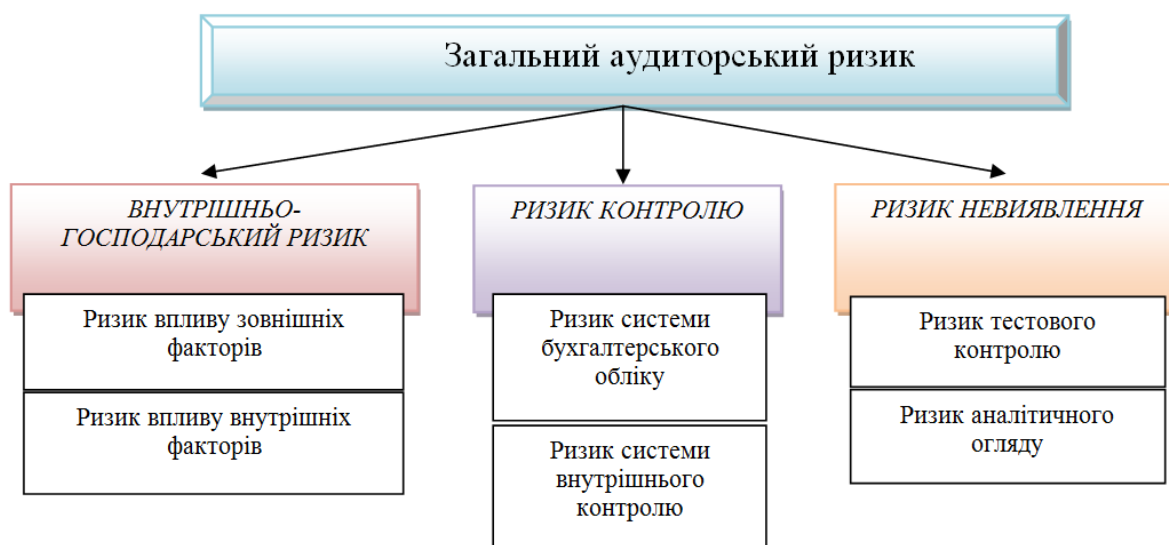 Загальний аудиторський ризик
ВНУТРІШНЬО-
ГОСПОДАРСЬКИЙ РИЗИК
Ризик впливу зовнішніх
факторів
Ризик впливу внутрішніх
факторів
РИЗИК КОНТРОЛЮ
Ризик системи
бухгалтерського
обліку
Ризик системи
внутрішнього
контролю
РИЗИК НЕВИЯВЛЕННЯ
Ризик тестового
контролю
Ризик аналітичного
огляду